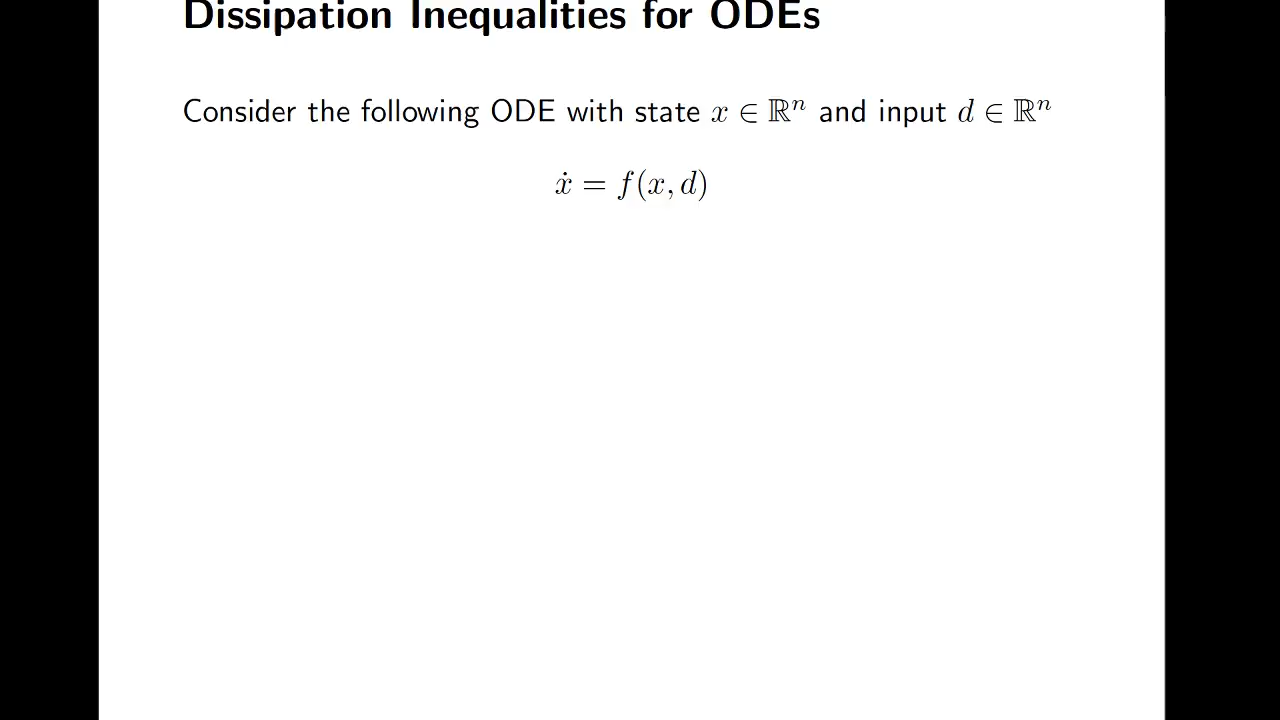 Dissipation Inequalities for ODEs
Consider the following ODE with state x ∈ ℝⁿ and input d ∈ ℝⁿ
ẋ = f(x, d)